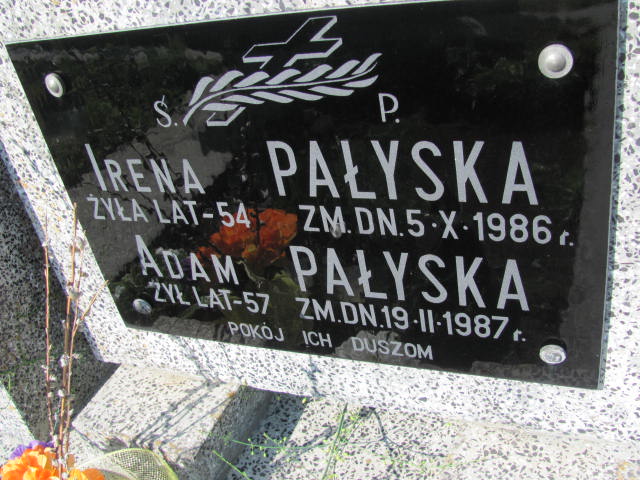 Ś. P.
IRENA PAŁYSKA
ŻYŁA LAT-54 ZM. DN. 5·X·1986 r.
ADAM PAŁYSKA
ŻYŁ LAT-57 ZM. DN. 19·II·1987 r.
POKÓJ ICH DUSZOM